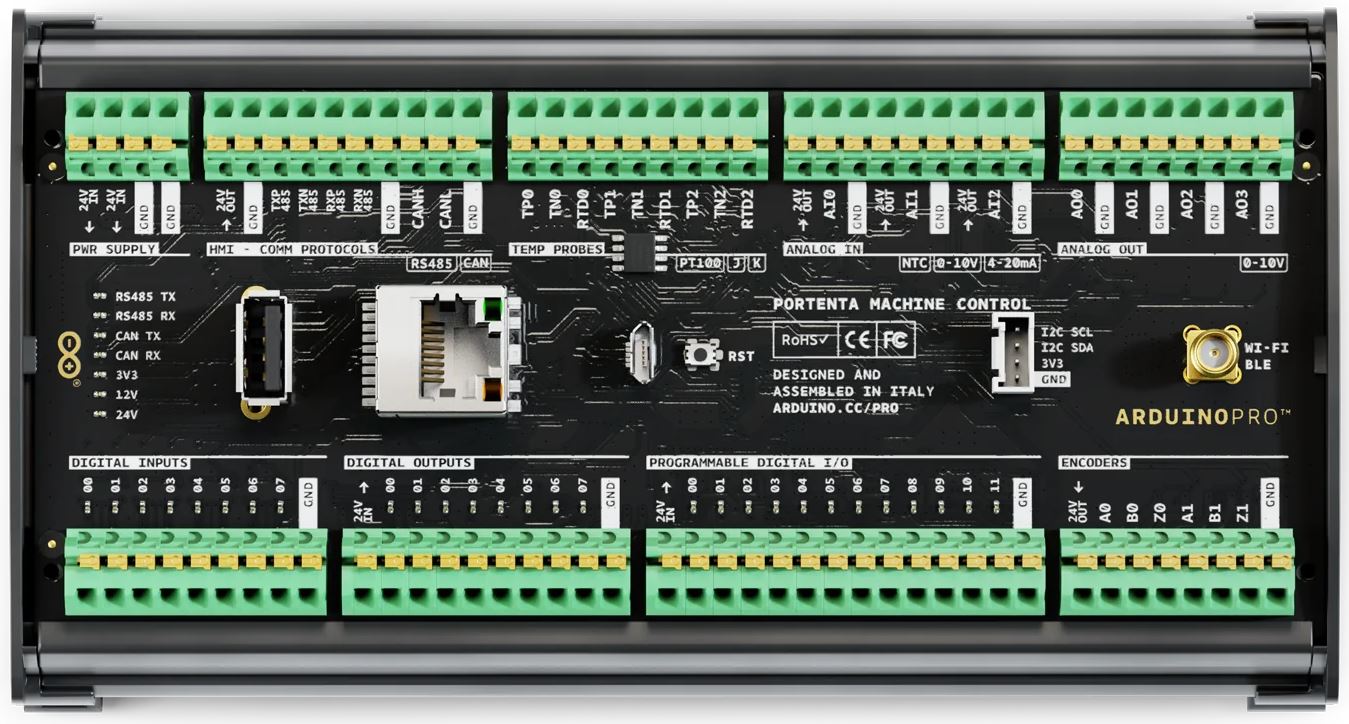 ↓ 24V IN
↓ 24V IN
GND
GND
↑ 24V OUT
GND
TXP 485
TXN 485
RXP 485
RXN 485
GND
CANH
CANL
GND
TP0
TN0
RTD0
TP1
TN1
RTD1
TP2
TN2
RTD2
↑ 24V OUT
AI0
GND
↑ 24V OUT
AI1
GND
↑ 24V OUT
AI2
GND
AO0
GND
AO1
GND
AO2
GND
AO3
GND
PWR SUPPLY
HMI - COMM PROTOCOLS
TEMP PROBES
ANALOG IN
ANALOG OUT
RS485 CAN
PT100 J K
NTC 0-10V 4-20mA
0-10V
RS485 TX
RS485 RX
CAN TX
CAN RX
3V3
12V
24V
RST
PORTENTA MACHINE CONTROL
RoHS✓ CE FC
DESIGNED AND
ASSEMBLED IN ITALY
ARDUINO.CC/PRO
I2C SCL
I2C SDA
3V3
GND
WI-FI
BLE
ARDUINOPRO™
DIGITAL INPUTS
DIGITAL OUTPUTS
PROGRAMMABLE DIGITAL I/O
ENCODERS
00
01
02
03
04
05
06
07
GND
24V IN ↑
00
01
02
03
04
05
06
07
GND
24V IN ↑
00
01
02
03
04
05
06
07
08
09
10
11
GND
24V OUT ↓
A0
B0
Z0
A1
B1
Z1
GND